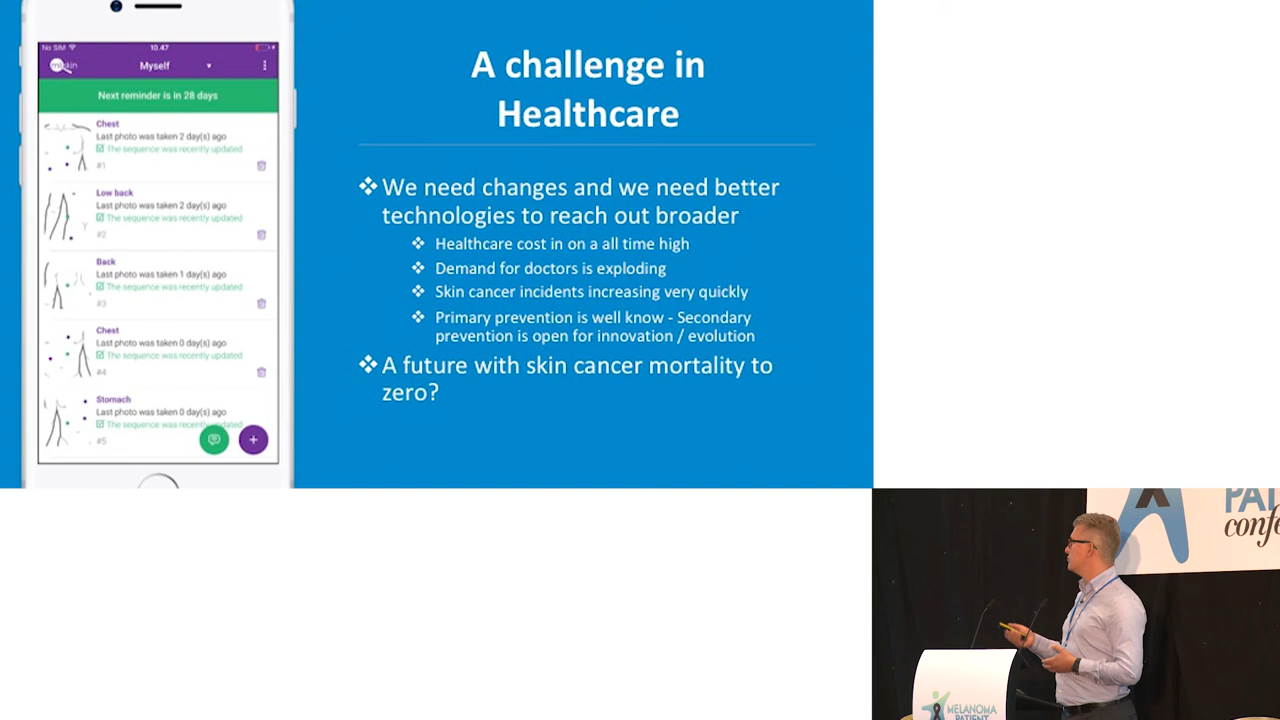 No SIM
10.47
miiskin
Myself
Next reminder is in 28 days
Chest
Last photo was taken 2 day(s) ago
The sequence was recently updated
#1
Low back
Last photo was taken 2 day(s) ago
The sequence was recently updated
#2
Back
Last photo was taken 1 day(s) ago
The sequence was recently updated
#3
Chest
Last photo was taken 0 day(s) ago
The sequence was recently updated
#4
Stomach
Last photo was taken 0 day(s) ago
The sequence was recently updated
#5
A challenge in
Healthcare
We need changes and we need better
technologies to reach out broader
Healthcare cost in on a all time high
Demand for doctors is exploding
Skin cancer incidents increasing very quickly
Primary prevention is well know - Secondary
prevention is open for innovation / evolution
A future with skin cancer mortality to
zero?
PATI
confe
MELANOMA
PATIENT